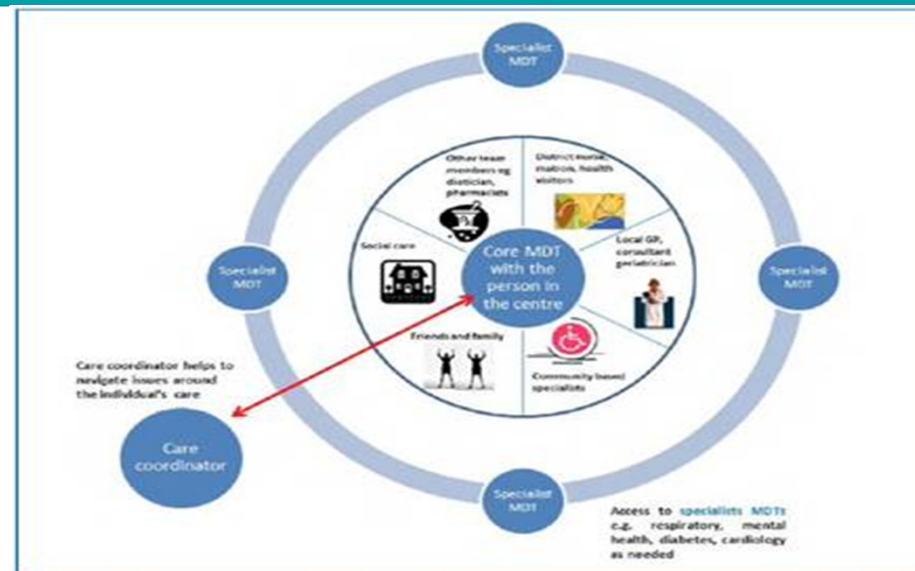 Specialist
MDT
Other team
members eg
dietician,
pharmacists
District nurse,
matron, health
visitors
Social care
Core MDT
with the
person in
the centre
Local GP,
consultant
geriatrician
Specialist
MDT
Specialist
MDT
Friends and family
Community based
specialists
Care coordinator helps to
navigate issues around
the individual's care
Care
coordinator
Specialist
MDT
Access to specialists MDTs
e.g. respiratory, mental
health, diabetes, cardiology
as needed